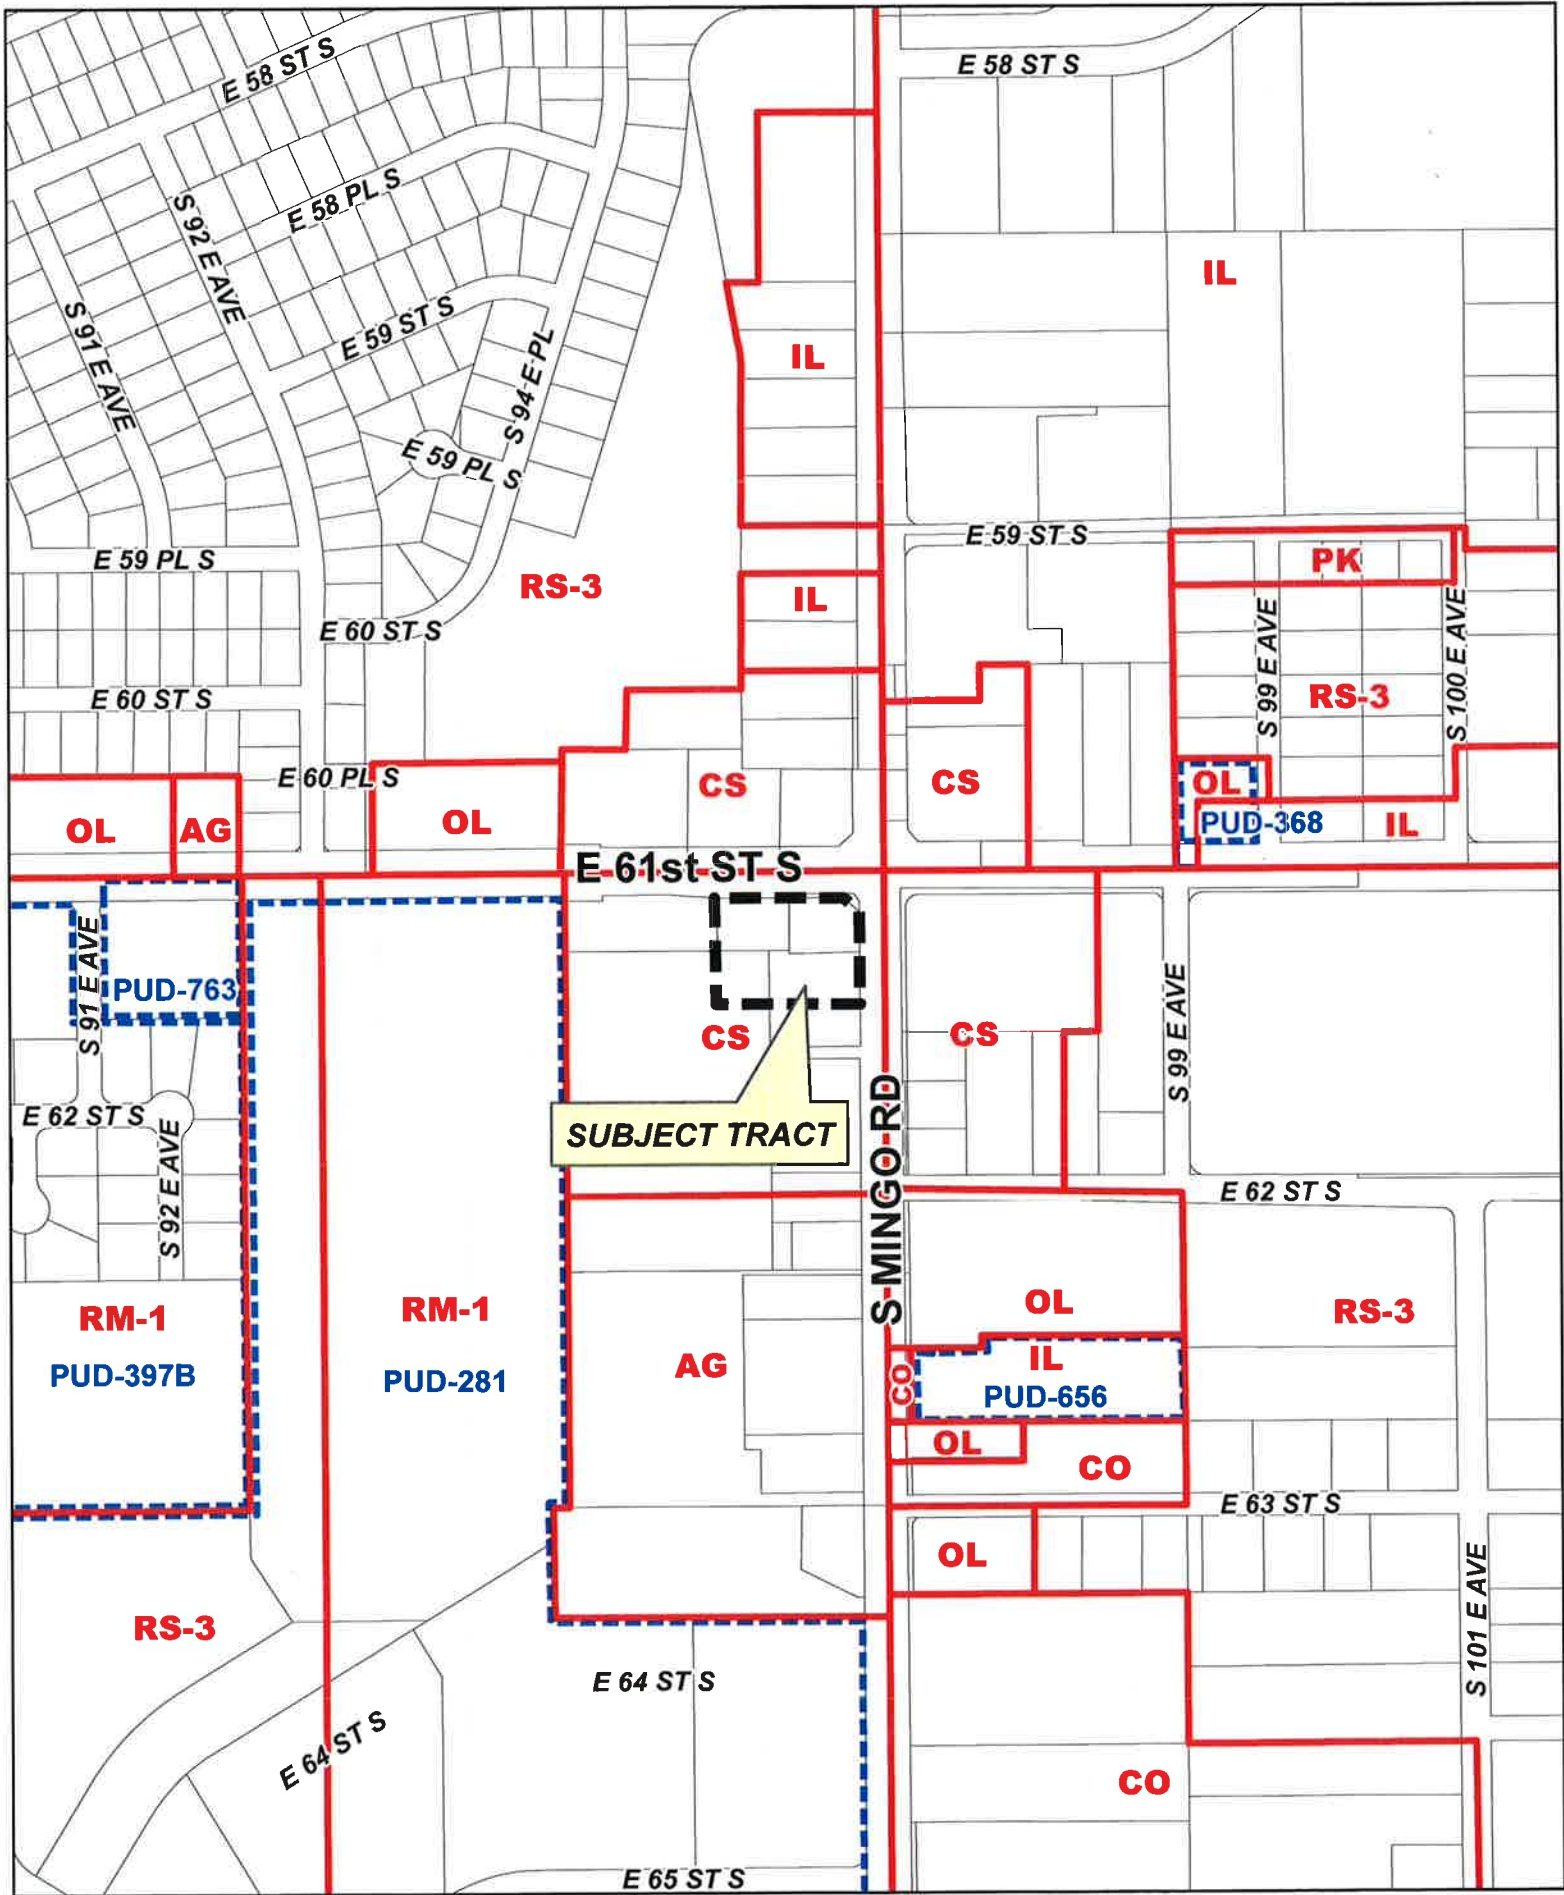 E 58 ST S
E 58 ST S
E 58 PL S
S 92 E AVE
IL
S 91 E AVE
E 59 ST S
S 94 E PL
IL
E 59 PL S
E 59 ST S
E 59 PL S
PK
RS-3
IL
S 99 E AVE
S 100 E AVE
E 60 ST S
E 60 ST S
RS-3
E 60 PL S
CS
CS
OL
OL
AG
OL
PUD-368
IL
E 61st ST S
S 91 E AVE
PUD-763
CS
CS
S 99 E AVE
E 62 ST S
SUBJECT TRACT
S MINGO RD
S 92 E AVE
E 62 ST S
RM-1
RM-1
OL
RS-3
PUD-397B
PUD-281
AG
CO
IL
PUD-656
OL
CO
E 63 ST S
OL
S 101 E AVE
RS-3
E 64 ST S
E 64 ST S
CO
E 65 ST S